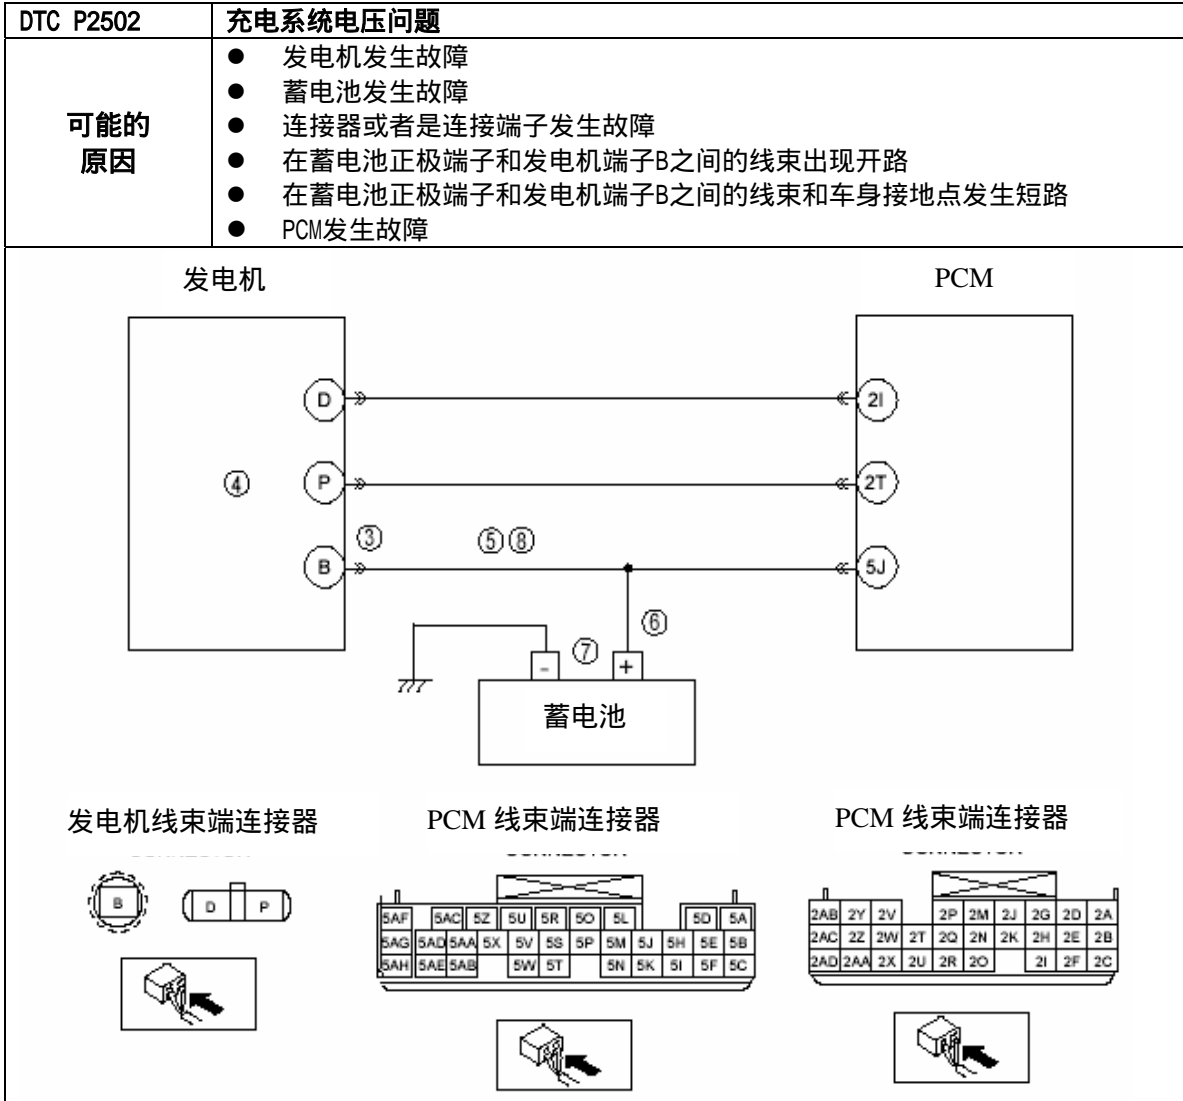 DTC P2502 充电系统电压问题
可能的
原因
● 发电机发生故障
● 蓄电池发生故障
● 连接器或者是连接端子发生故障
● 在蓄电池正极端子和发电机端子B之间的线束出现开路
● 在蓄电池正极端子和发电机端子B之间的线束和车身接地点发生短路
● PCM发生故障
发电机 PCM
D 2I
④ P 2T
③ ⑤ ⑧
B 5J
⑥
⑦
- +
蓄电池
发电机线束端连接器 PCM 线束端连接器 PCM 线束端连接器
B D P
5AF 5AC 5Z 5U 5R 5O 5L 5D 5A
5AG 5AD 5AA 5X 5V 5S 5P 5M 5J 5H 5E 5B
5AH 5AE 5AB 5W 5T 5N 5K 5I 5F 5C
2AB 2Y 2V 2P 2M 2J 2G 2D 2A
2AC 2Z 2W 2T 2Q 2N 2K 2H 2E 2B
2AD 2AA 2X 2U 2R 2O 2I 2F 2C